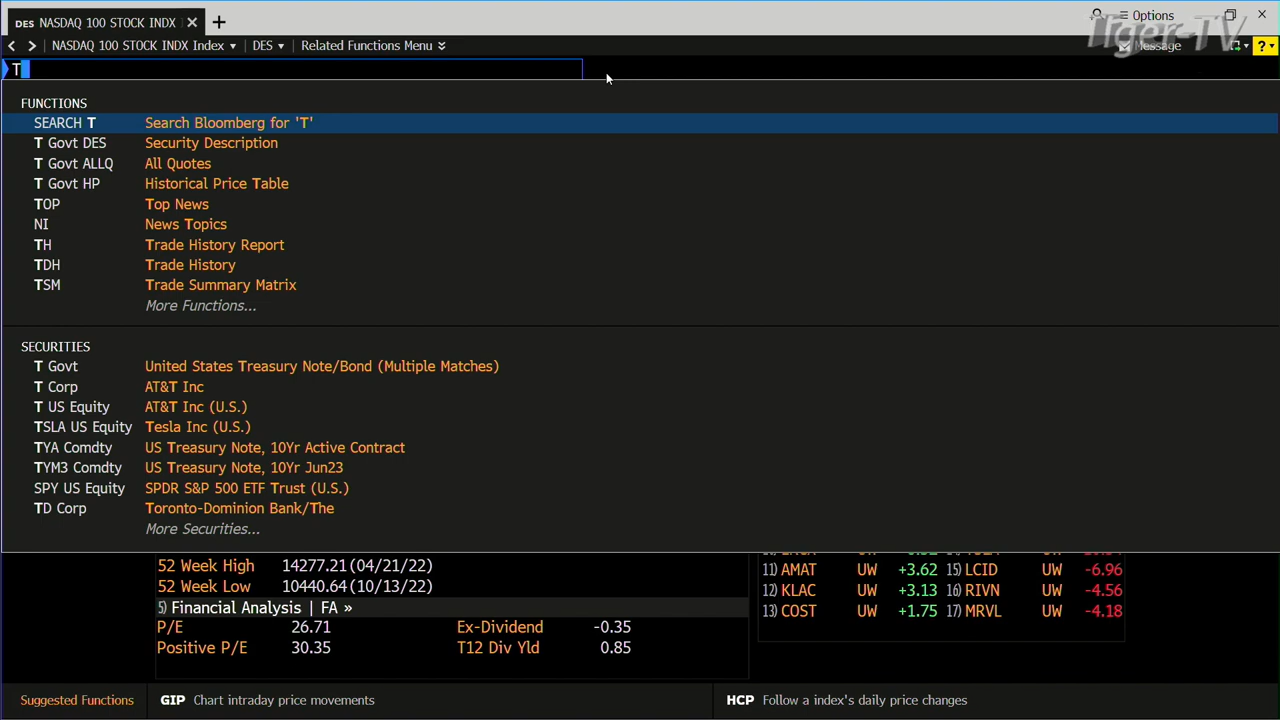 DES NASDAQ 100 STOCK INDX
Options
Tiger-TV
NASDAQ 100 STOCK INDX Index DES Related Functions Menu Message ?
T
FUNCTIONS
SEARCH T Search Bloomberg for 'T'
T Govt DES Security Description
T Govt ALLQ All Quotes
T Govt HP Historical Price Table
TOP Top News
NI News Topics
TH Trade History Report
TDH Trade History
TSM Trade Summary Matrix
More Functions...
SECURITIES
T Govt United States Treasury Note/Bond (Multiple Matches)
T Corp AT&T Inc
T US Equity AT&T Inc (U.S.)
TSLA US Equity Tesla Inc (U.S.)
TYA Comdty US Treasury Note, 10Yr Active Contract
TYM3 Comdty US Treasury Note, 10Yr Jun23
SPY US Equity SPDR S&P 500 ETF Trust (U.S.)
TD Corp Toronto-Dominion Bank/The
More Securities...
52 Week High 14277.21(04/21/22) 11) AMAT UW +3.62 15) LCID UW -6.96
52 Week Low 10440.64(10/13/22) 12) KLAC UW +3.13 16) RIVN UW -4.56
5) Financial Analysis | FA » 13) COST UW +1.75 17) MRVL UW -4.18
P/E 26.71 Ex-Dividend -0.35
Positive P/E 30.35 T12 Div Yld 0.85
Suggested Functions GIP Chart intraday price movements HCP Follow a index's daily price changes